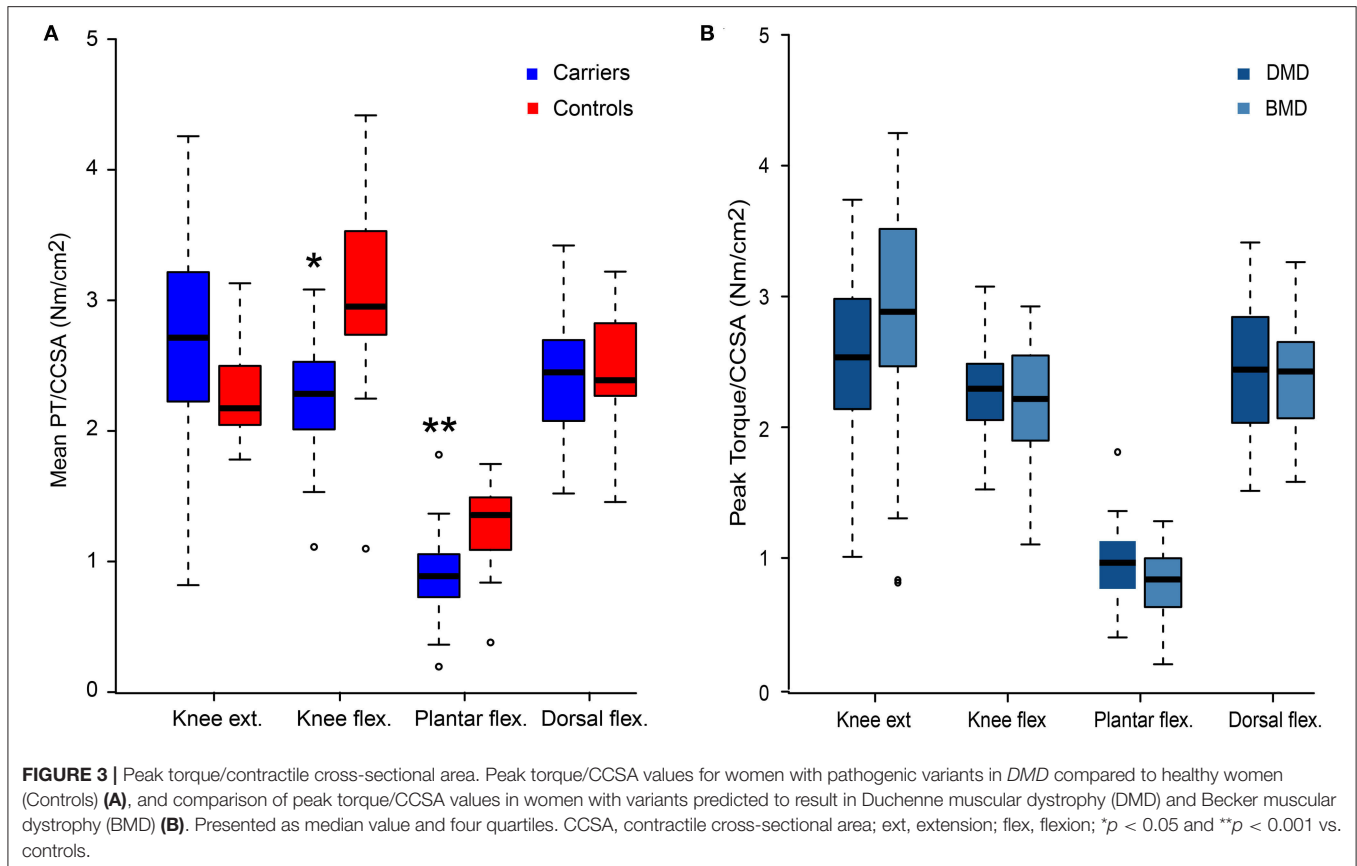 A
B
5
4
3
2
1
0
Mean PT/CCSA (Nm/cm2)
Carriers
Controls
*
**
Knee ext. Knee flex. Plantar flex. Dorsal flex.
5
4
3
2
1
0
Peak Torque/CCSA (Nm/cm2)
DMD
BMD
Knee ext Knee flex Plantar flex. Dorsal flex.
FIGURE 3 | Peak torque/contractile cross-sectional area. Peak torque/CCSA values for women with pathogenic variants in DMD compared to healthy women
(Controls) (A), and comparison of peak torque/CCSA values in women with variants predicted to result in Duchenne muscular dystrophy (DMD) and Becker muscular
dystrophy (BMD) (B). Presented as median value and four quartiles. CCSA, contractile cross-sectional area; ext, extension; flex, flexion; *p < 0.05 and **p < 0.001 vs.
controls.